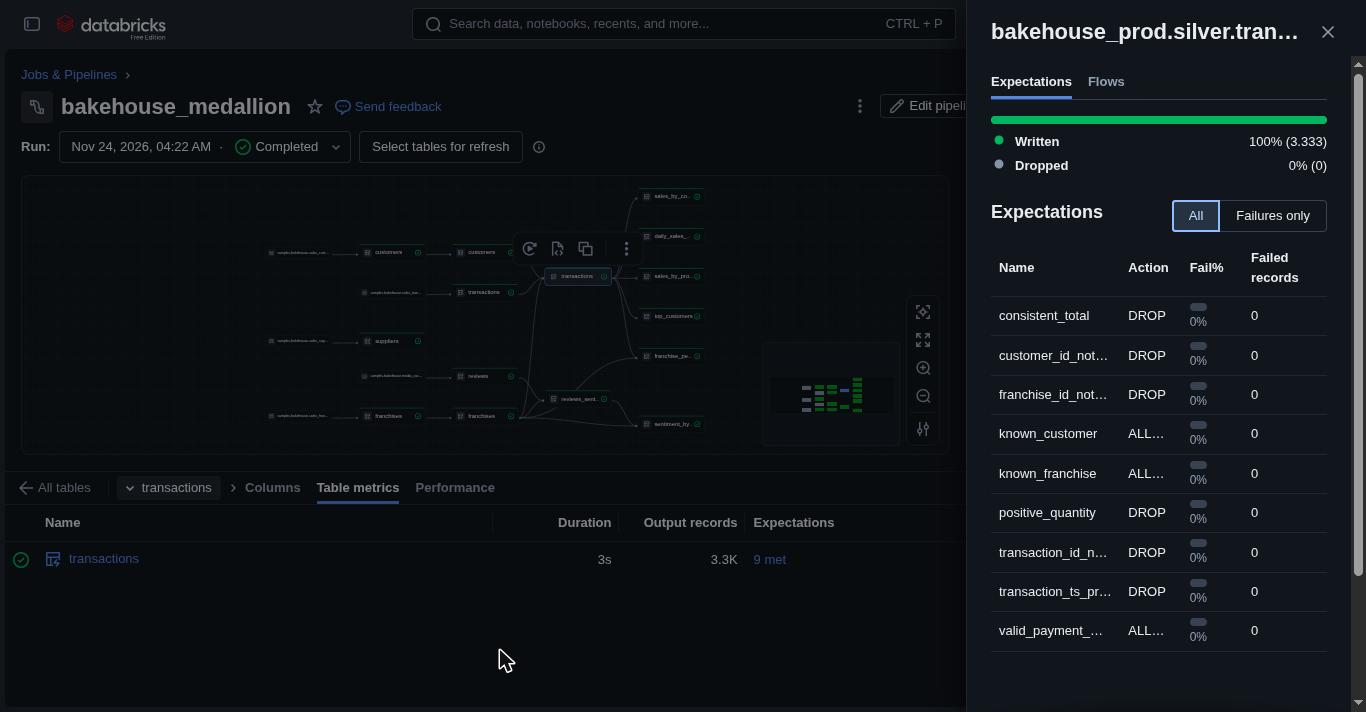 databricks
Free Edition
Search data, notebooks, recents, and more...
CTRL + P
Jobs & Pipelines
bakehouse_medallion
Send feedback
Edit pipeli
Run:
Nov 24, 2026, 04:22 AM · Completed
Select tables for refresh
customers
customers
transactions
suppliers
reviews
franchises
franchises
transactions
reviews_sent...
sales_by_co...
daily_sales_...
sales_by_pro...
top_customers
franchise_pe...
sentiment_by...
All tables
transactions
Columns
Table metrics
Performance
Name
Duration
Output records
Expectations
transactions
3s
3.3K
9 met
bakehouse_prod.silver.tran...
Expectations
Flows
Written 100% (3.333)
Dropped 0% (0)
Expectations
All
Failures only
Name Action Fail% Failed records
consistent_total DROP 0% 0
customer_id_not... DROP 0% 0
franchise_id_not... DROP 0% 0
known_customer ALL... 0% 0
known_franchise ALL... 0% 0
positive_quantity DROP 0% 0
transaction_id_n... DROP 0% 0
transaction_ts_pr... DROP 0% 0
valid_payment_... ALL... 0% 0